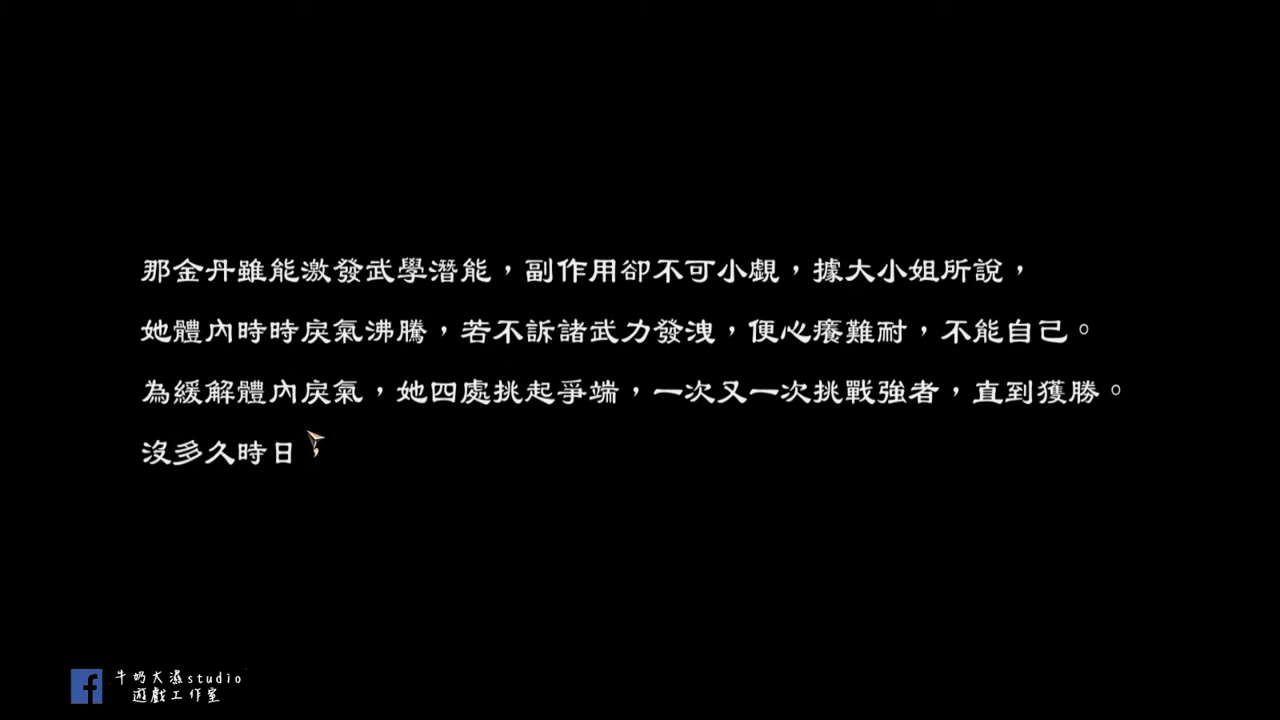 那金丹雖能激發武學潛能，副作用卻不可小覷，據大小姐所說，
她體內時時戾氣沸騰，若不訴諸武力發洩，便心癢難耐，不能自己。
為緩解體內戾氣，她四處挑起爭端，一次又一次挑戰強者，直到獲勝。
沒多久時日，
牛奶大濕studio
遊戲工作室